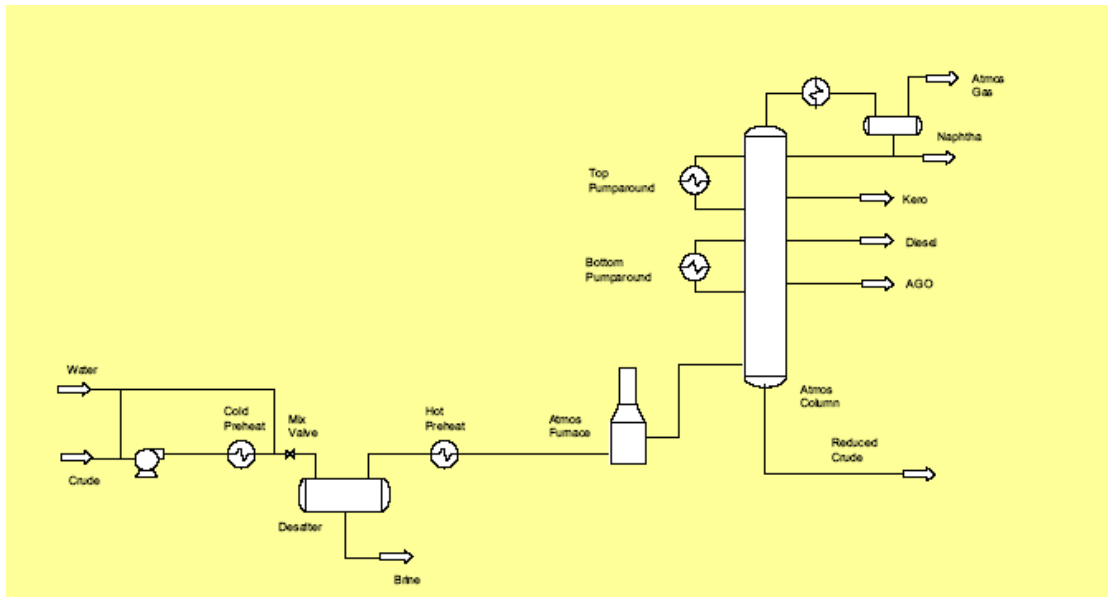 Atmos
Gas
Naphtha
Top
Pumparound
Kero
Diesel
Bottom
Pumparound
AGO
Water
Atmos
Column
Cold
Preheat
Mix
Valve
Hot
Preheat
Atmos
Furnace
Reduced
Crude
Crude
Desalter
Brine